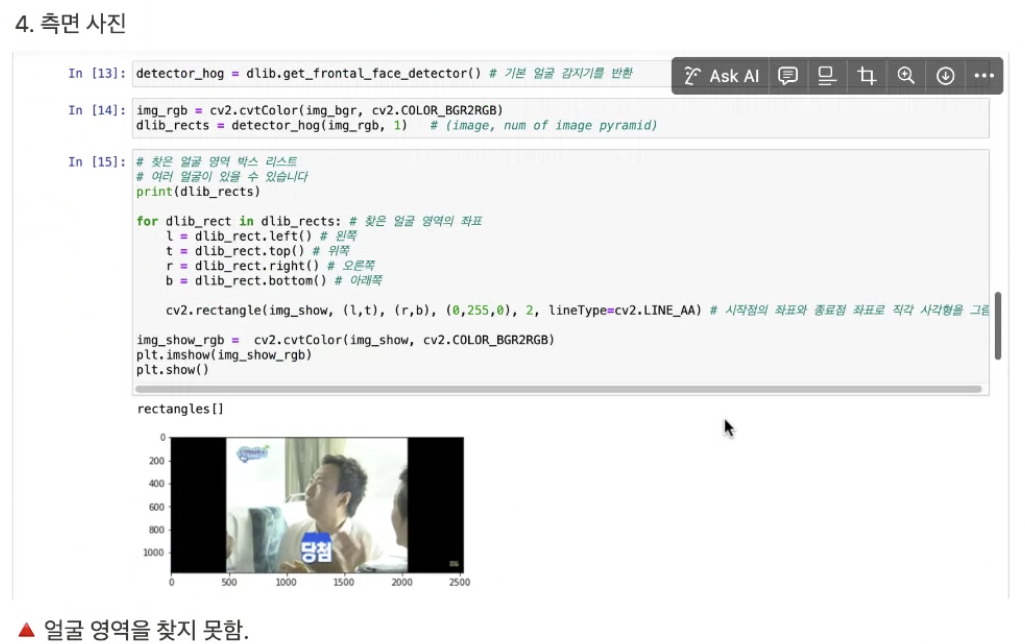 4. 측면 사진
In [13]: detector_hog = dlib.get_frontal_face_detector() # 기본 얼굴 감지기를 반환
Ask AI
In [14]: img_rgb = cv2.cvtColor(img_bgr, cv2.COLOR_BGR2RGB)
dlib_rects = detector_hog(img_rgb, 1)   # (image, num of image pyramid)
In [15]: # 찾은 얼굴 영역 박스 리스트
# 여러 얼굴이 있을 수 있습니다
print(dlib_rects)
for dlib_rect in dlib_rects: # 찾은 얼굴 영역의 좌표
    l = dlib_rect.left() # 왼쪽
    t = dlib_rect.top() # 위쪽
    r = dlib_rect.right() # 오른쪽
    b = dlib_rect.bottom() # 아래쪽
    cv2.rectangle(img_show, (l,t), (r,b), (0,255,0), 2, lineType=cv2.LINE_AA) # 시작점의 좌표와 종료점 좌표로 직각 사각형을 그림
img_show_rgb =  cv2.cvtColor(img_show, cv2.COLOR_BGR2RGB)
plt.imshow(img_show_rgb)
plt.show()
rectangles[]
0
200
400
600
800
1000
당첨
0 500 1000 1500 2000 2500
🔺 얼굴 영역을 찾지 못함.